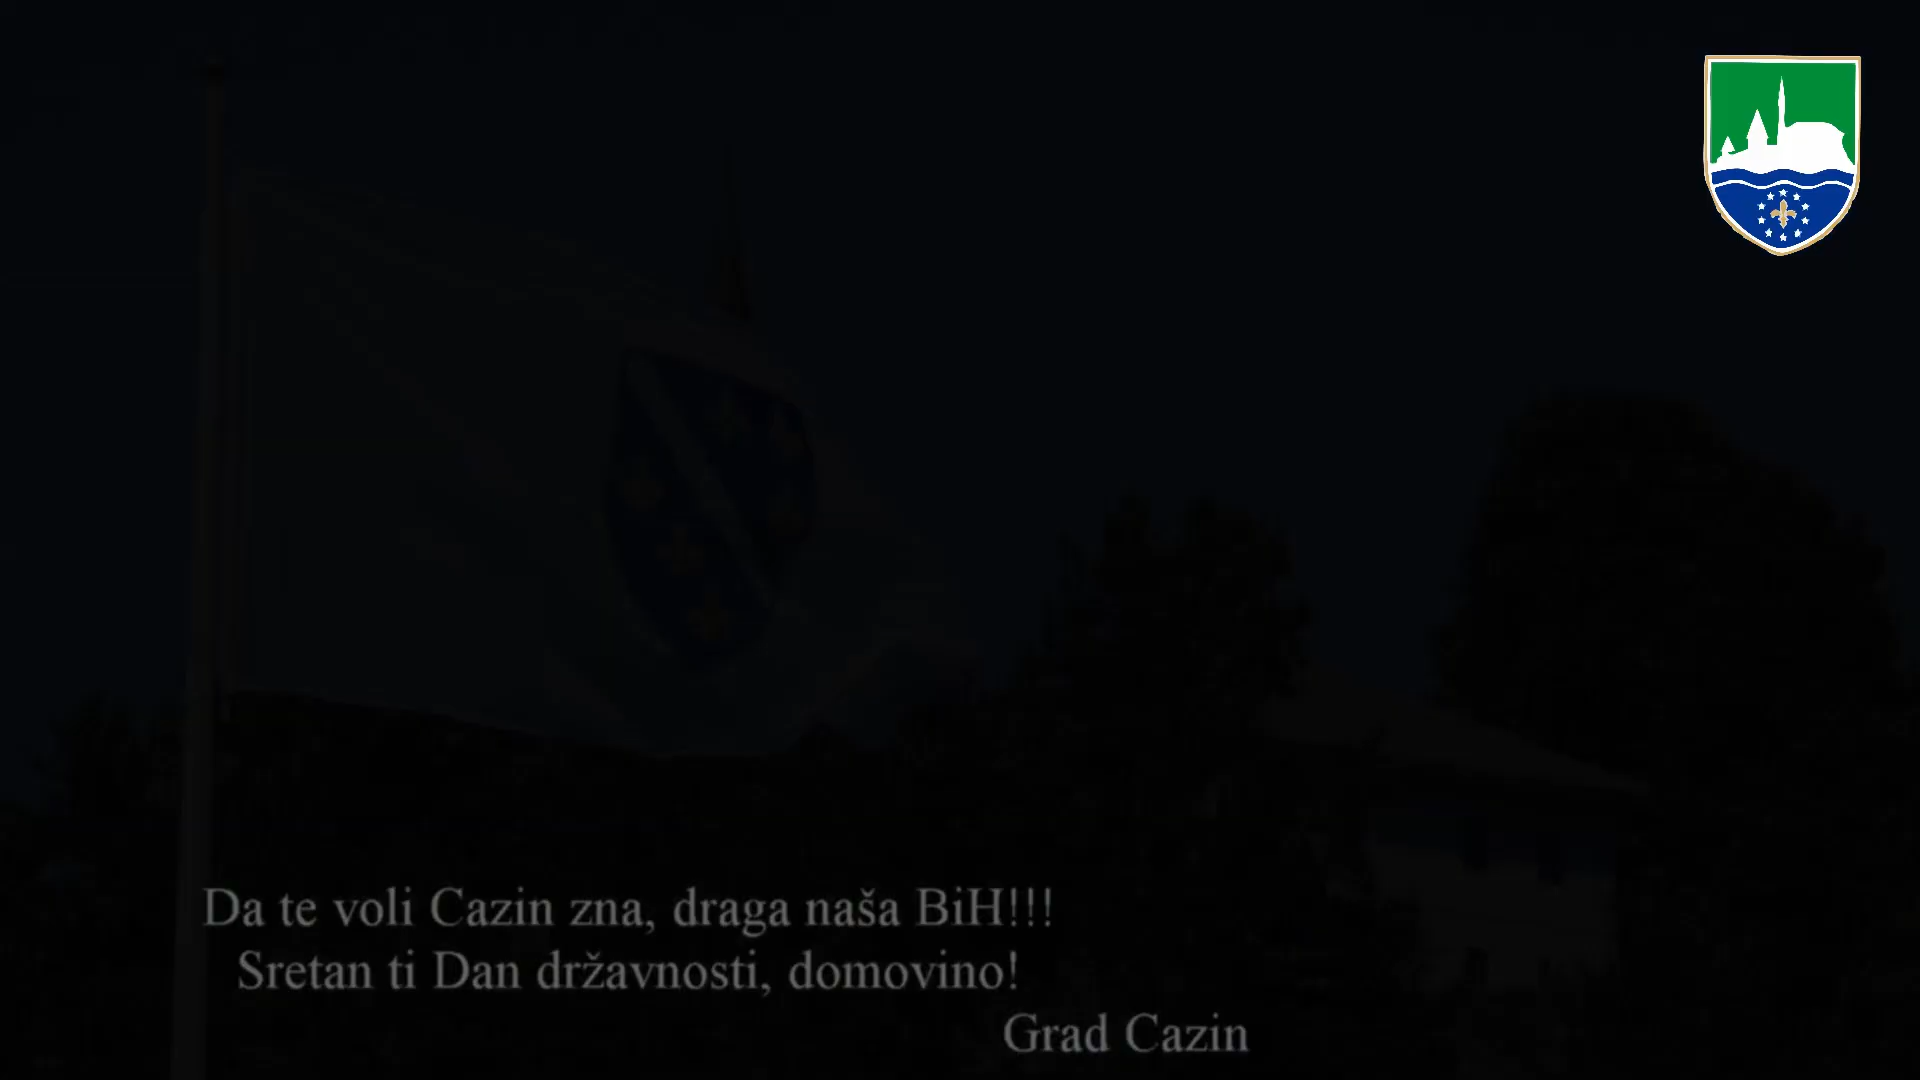 Da te voli Cazin zna, draga naša BiH!!!
Sretan ti Dan državnosti, domovino!
Grad Cazin